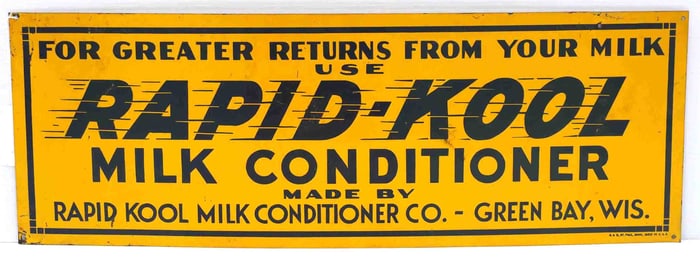 FOR GREATER RETURNS FROM YOUR MILK
USE
RAPID-KOOL
MILK CONDITIONER
MADE BY
RAPID KOOL MILK CONDITIONER CO. - GREEN BAY, WIS.